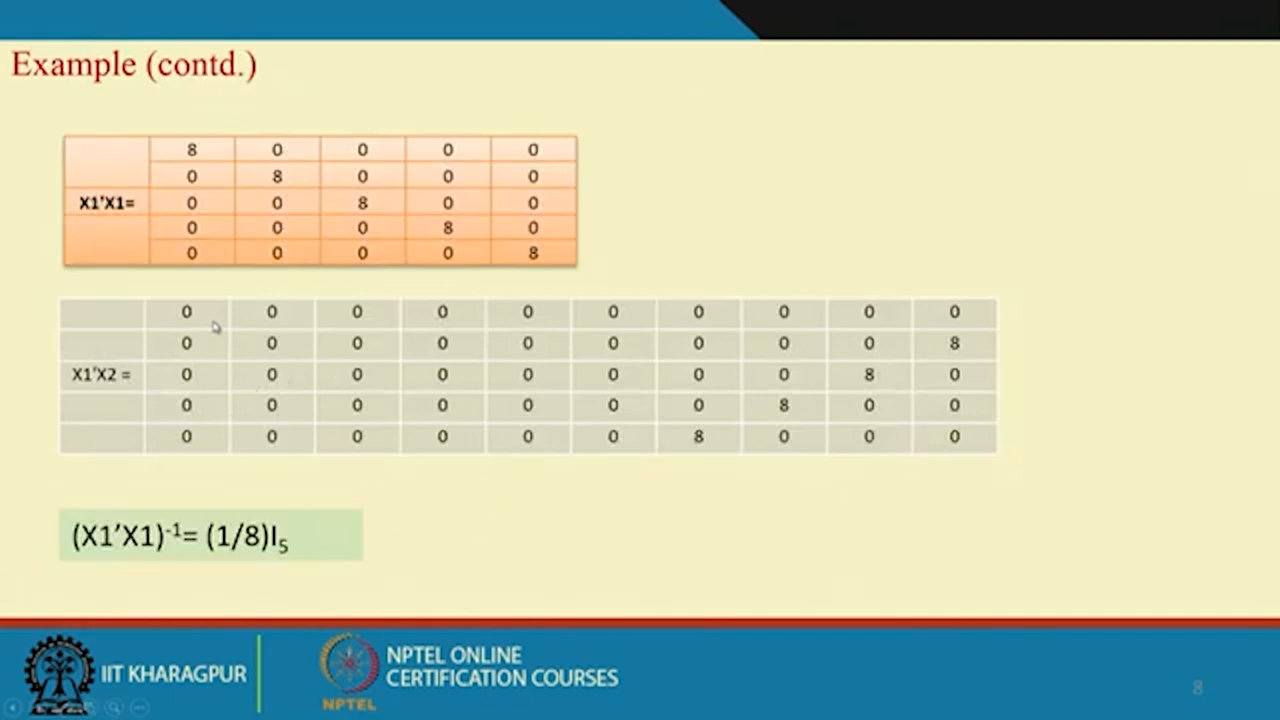 Example (contd.)
8 0 0 0 0
0 8 0 0 0
X1'X1= 0 0 8 0 0
0 0 0 8 0
0 0 0 0 8
0 0 0 0 0 0 0 0 0 0
0 0 0 0 0 0 0 0 0 8
X1'X2 = 0 0 0 0 0 0 0 0 8 0
0 0 0 0 0 0 0 8 0 0
0 0 0 0 0 0 8 0 0 0
(X1′X1)⁻¹= (1/8)I₅
IIT KHARAGPUR
NPTEL
NPTEL ONLINE
CERTIFICATION COURSES
8